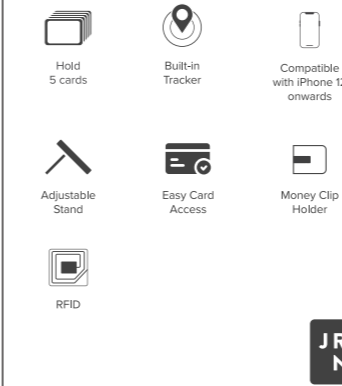 Hold
5 cards
Built-in
Tracker
Compatible
with iPhone 12
onwards
Adjustable
Stand
Easy Card
Access
Money Clip
Holder
RFID
J R
N